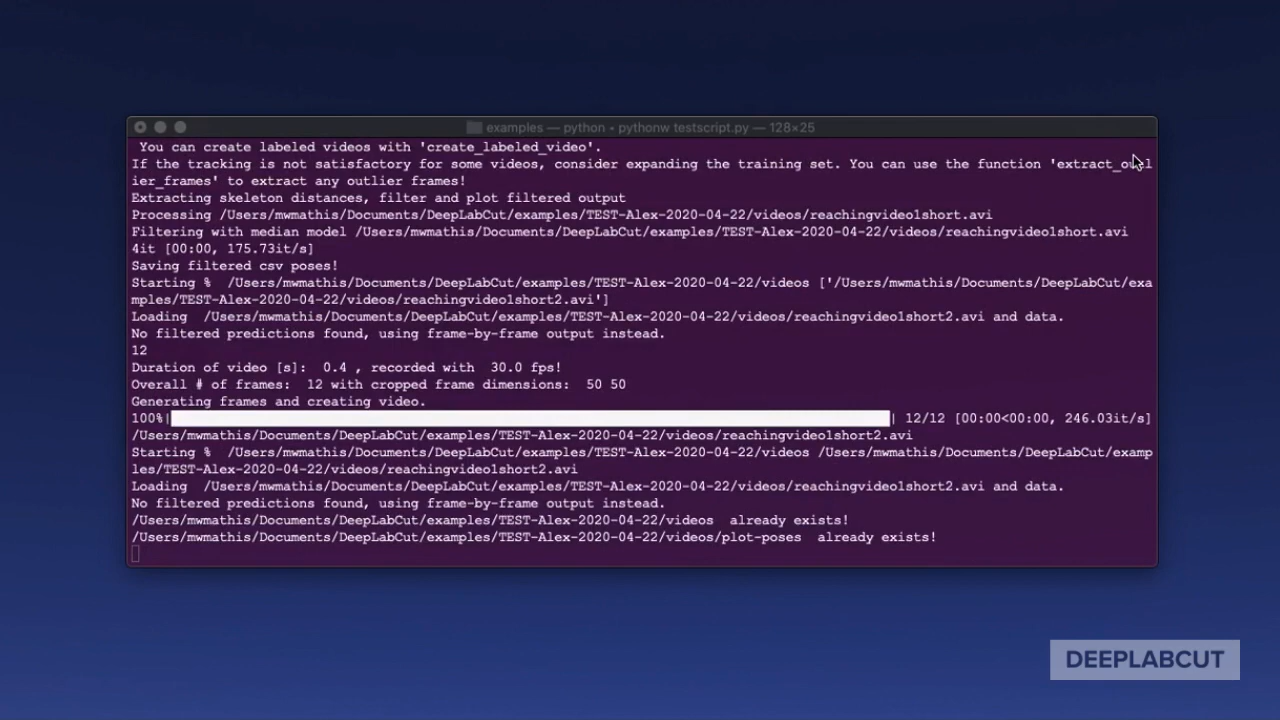 examples — python • pythonw testscript.py — 128×25
You can create labeled videos with 'create_labeled_video'.
If the tracking is not satisfactory for some videos, consider expanding the training set. You can use the function 'extract_outl
ier_frames' to extract any outlier frames!
Extracting skeleton distances, filter and plot filtered output
Processing /Users/mwmathis/Documents/DeepLabCut/examples/TEST-Alex-2020-04-22/videos/reachingvideo1short.avi
Filtering with median model /Users/mwmathis/Documents/DeepLabCut/examples/TEST-Alex-2020-04-22/videos/reachingvideo1short.avi
4it [00:00, 175.73it/s]
Saving filtered csv poses!
Starting %  /Users/mwmathis/Documents/DeepLabCut/examples/TEST-Alex-2020-04-22/videos ['/Users/mwmathis/Documents/DeepLabCut/exa
mples/TEST-Alex-2020-04-22/videos/reachingvideo1short2.avi']
Loading  /Users/mwmathis/Documents/DeepLabCut/examples/TEST-Alex-2020-04-22/videos/reachingvideo1short2.avi and data.
No filtered predictions found, using frame-by-frame output instead.
12
Duration of video [s]:  0.4 , recorded with  30.0 fps!
Overall # of frames:  12 with cropped frame dimensions:  50 50
Generating frames and creating video.
100%| | 12/12 [00:00<00:00, 246.03it/s]
/Users/mwmathis/Documents/DeepLabCut/examples/TEST-Alex-2020-04-22/videos/reachingvideo1short2.avi
Starting %  /Users/mwmathis/Documents/DeepLabCut/examples/TEST-Alex-2020-04-22/videos /Users/mwmathis/Documents/DeepLabCut/examp
les/TEST-Alex-2020-04-22/videos/reachingvideo1short2.avi
Loading  /Users/mwmathis/Documents/DeepLabCut/examples/TEST-Alex-2020-04-22/videos/reachingvideo1short2.avi and data.
No filtered predictions found, using frame-by-frame output instead.
/Users/mwmathis/Documents/DeepLabCut/examples/TEST-Alex-2020-04-22/videos  already exists!
/Users/mwmathis/Documents/DeepLabCut/examples/TEST-Alex-2020-04-22/videos/plot-poses  already exists!
DEEPLABCUT